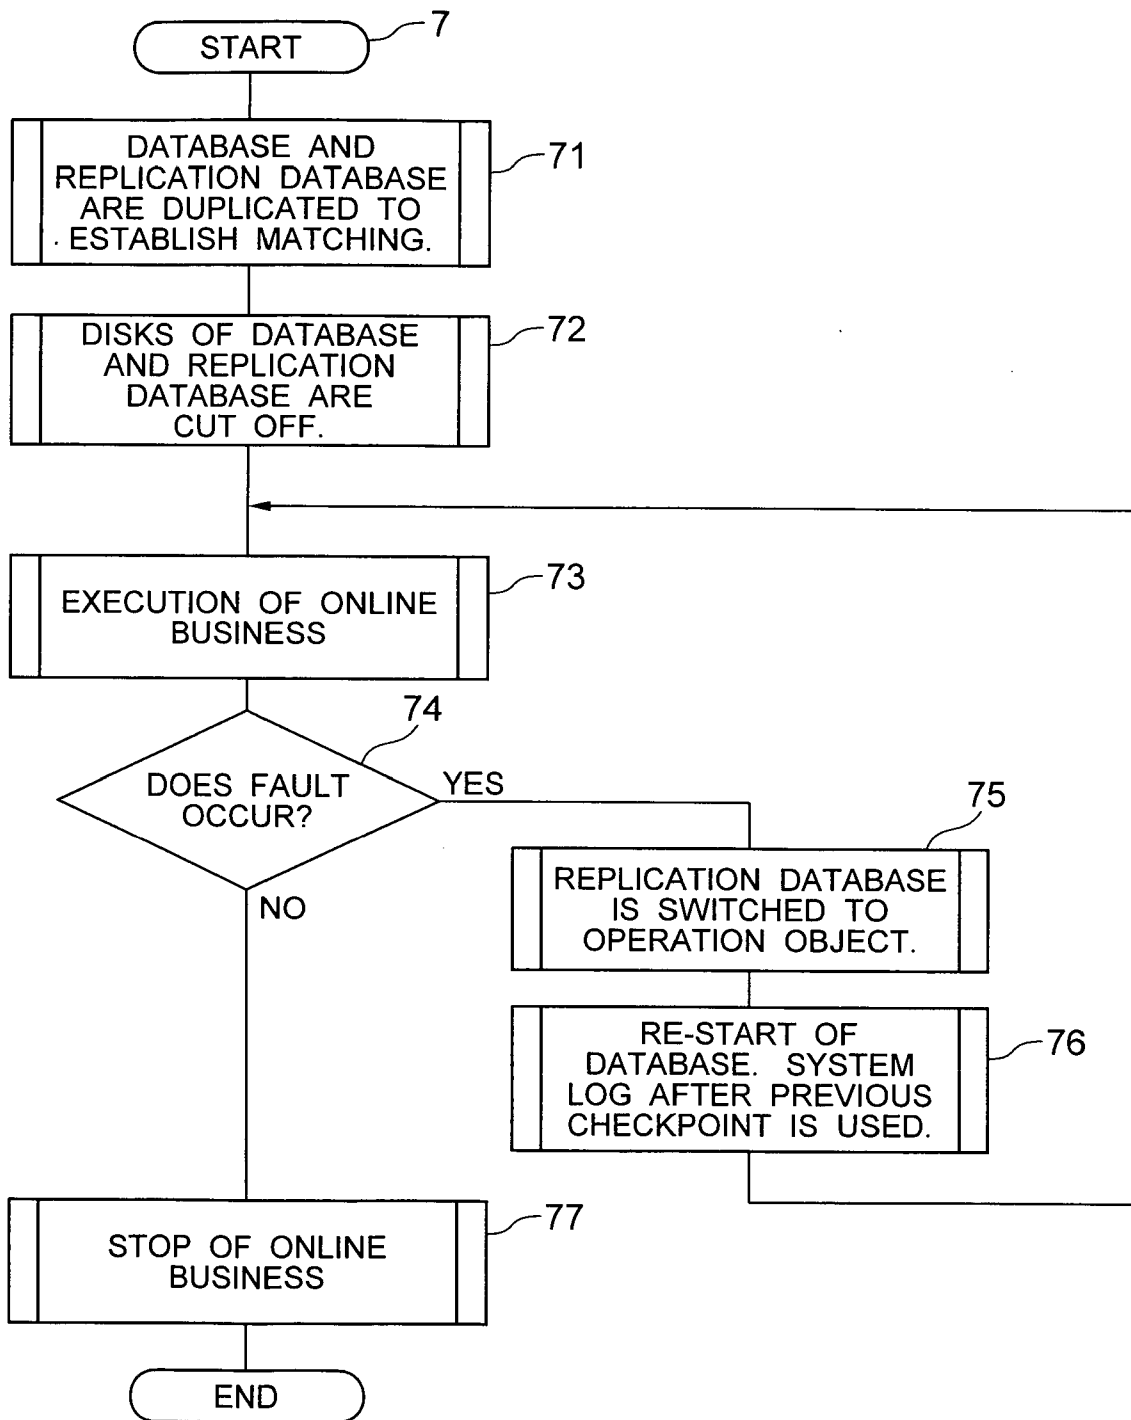 7
START
DATABASE AND
REPLICATION DATABASE
ARE DUPLICATED TO
ESTABLISH MATCHING.
71
DISKS OF DATABASE
AND REPLICATION
DATABASE ARE
CUT OFF.
72
EXECUTION OF ONLINE
BUSINESS
73
74
DOES FAULT
OCCUR?
YES
NO
75
REPLICATION DATABASE
IS SWITCHED TO
OPERATION OBJECT.
RE-START OF
DATABASE. SYSTEM
LOG AFTER PREVIOUS
CHECKPOINT IS USED.
76
STOP OF ONLINE
BUSINESS
77
END